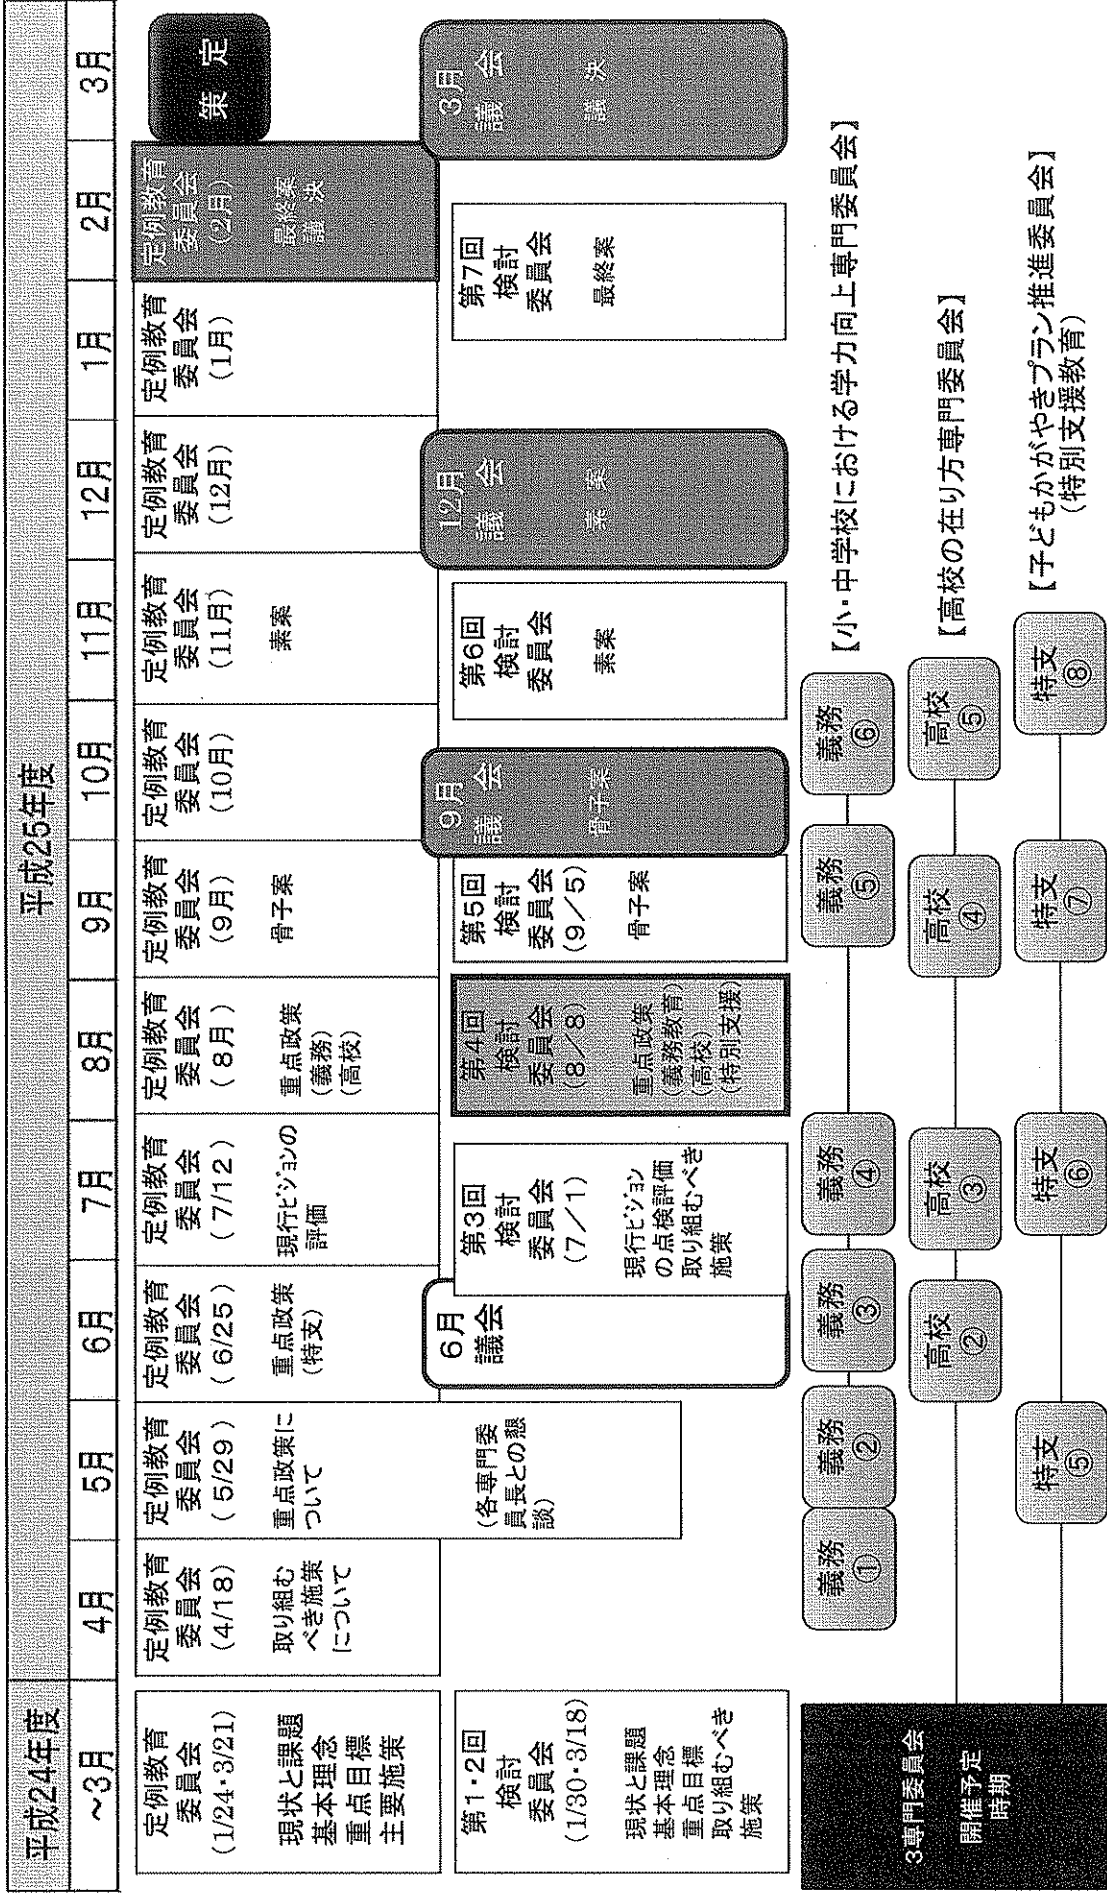 平成24年度
平成25年度
~3月
4月
5月
6月
7月
8月
9月
10月
11月
12月
1月
2月
3月
定例教育
委員会
(1/24・3/21)
現状と課題
基本理念
重点目標
主要施策
定例教育
委員会
(4/18)
取り組む
べき施策
について
定例教育
委員会
(5/29)
重点政策に
ついて
(各専門委
員長との懇
談)
定例教育
委員会
(6/25)
重点政策
(特支)
定例教育
委員会
(7/12)
現行ビジョンの
評価
定例教育
委員会
(8月)
重点政策
(義務)
(高校)
定例教育
委員会
(9月)
骨子案
定例教育
委員会
(10月)
定例教育
委員会
(11月)
素案
定例教育
委員会
(12月)
定例教育
委員会
(1月)
定例教育
委員会
(2月)
最終案
議決
策定
第1・2回
検討
委員会
(1/30・3/18)
現状と課題
基本理念
重点目標
取り組むべき
施策
6月
議会
第3回
検討
委員会
(7/1)
現行ビジョン
の点検評価
取り組むべき
施策
第4回
検討
委員会
(8/8)
重点政策
(義務教育)
(高校)
(特別支援)
第5回
検討
委員会
(9/5)
骨子案
9月
議会
骨子案
第6回
検討
委員会
素案
12月
議会
素案
第7回
検討
委員会
最終案
3月
議会
議決
3専門委員会
開催予定
時期
義務
①
義務
②
義務
③
義務
④
義務
⑤
義務
⑥
【小・中学校における学力向上専門委員会】
高校
②
高校
③
高校
④
高校
⑤
【高校の在り方専門委員会】
特支
⑤
特支
⑥
特支
⑦
特支
⑧
【子どもかがやきプラン推進委員会】
(特別支援教育)